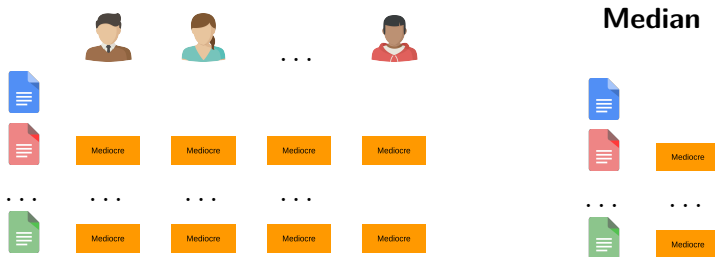 Median
. . .
Mediocre Mediocre Mediocre Mediocre Mediocre
. . . . . . . . . . . . . . .
Mediocre Mediocre Mediocre Mediocre Mediocre